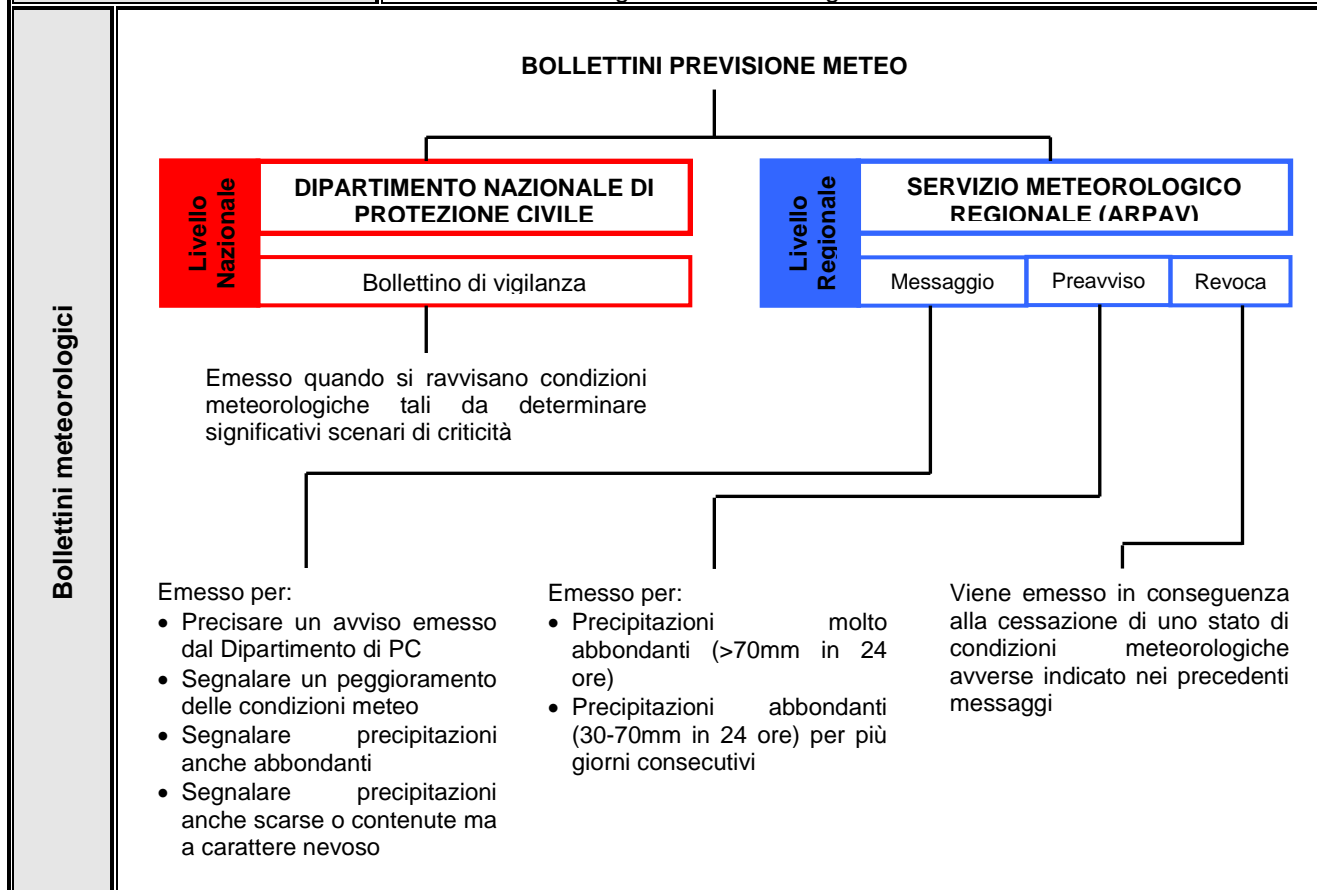 BOLLETTINI PREVISIONE METEO
Livello
Nazionale
DIPARTIMENTO NAZIONALE DI
PROTEZIONE CIVILE
Bollettino di vigilanza
Livello
Regionale
SERVIZIO METEOROLOGICO
REGIONALE (ARPAV)
Messaggio
Preavviso
Revoca
Bollettini meteorologici
Emesso quando si ravvisano condizioni
meteorologiche tali da determinare
significativi scenari di criticità
Emesso per:
• Precisare un avviso emesso
dal Dipartimento di PC
• Segnalare un peggioramento
delle condizioni meteo
• Segnalare precipitazioni
anche abbondanti
• Segnalare precipitazioni
anche scarse o contenute ma
a carattere nevoso
Emesso per:
• Precipitazioni molto
abbondanti (>70mm in 24
ore)
• Precipitazioni abbondanti
(30-70mm in 24 ore) per più
giorni consecutivi
Viene emesso in conseguenza
alla cessazione di uno stato di
condizioni meteorologiche
avverse indicato nei precedenti
messaggi